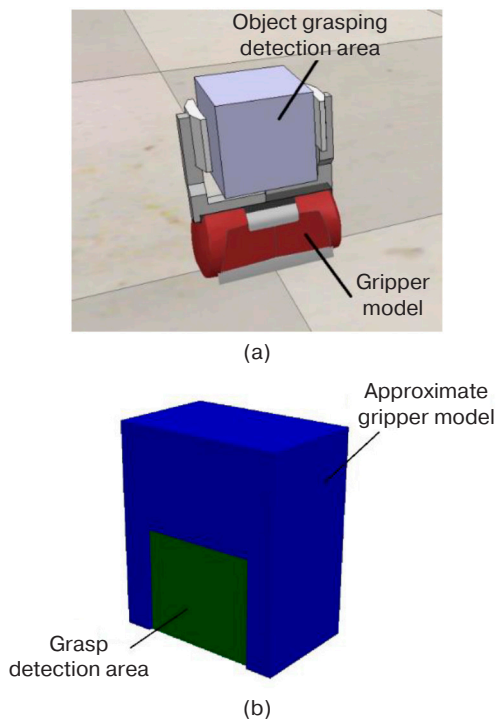 Object grasping
detection area
Gripper
model
(a)
Approximate
gripper model
Grasp
detection area
(b)